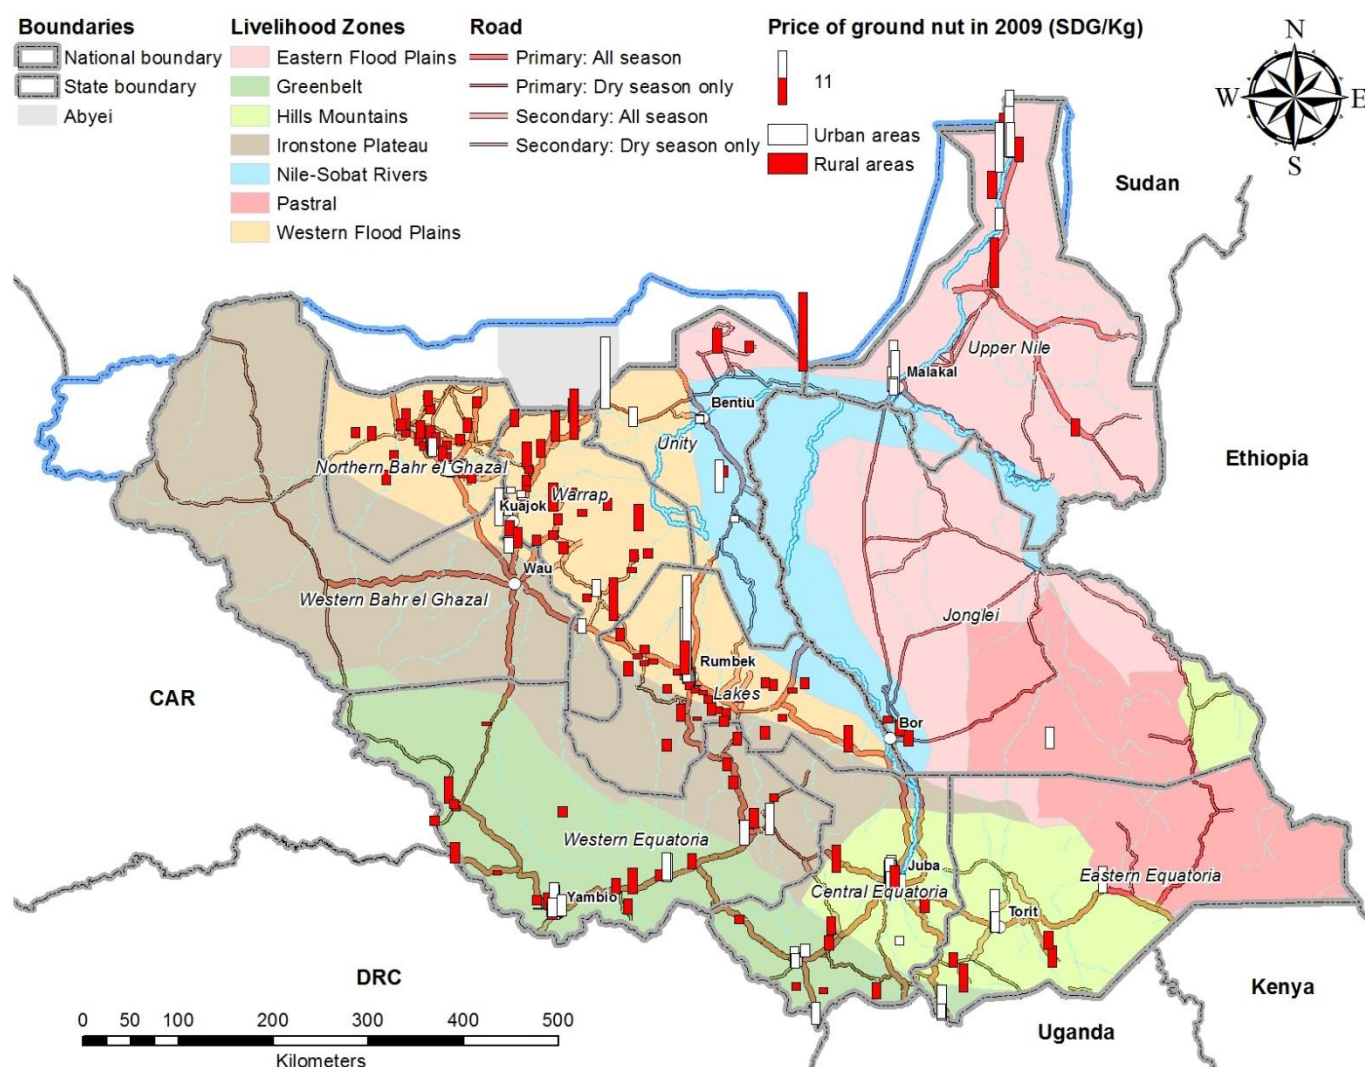 Boundaries
National boundary
State boundary
Abyei
Livelihood Zones
Eastern Flood Plains
Greenbelt
Hills Mountains
Ironstone Plateau
Nile-Sobat Rivers
Pastral
Western Flood Plains
Road
Primary: All season
Primary: Dry season only
Secondary: All season
Secondary: Dry season only
Price of ground nut in 2009 (SDG/Kg)
11
Urban areas
Rural areas
N
W
E
S
Sudan
Upper Nile
Malakal
Bentiu
Unity
Ethiopia
Northern Bahr el Ghazal
Warrap
Kuajok
Wau
Western Bahr el Ghazal
Jonglei
Rumbek
Lakes
CAR
Bor
Western Equatoria
Juba
Central Equatoria
Eastern Equatoria
Yambio
Torit
DRC
Kenya
Uganda
0 50 100 200 300 400 500
Kilometers